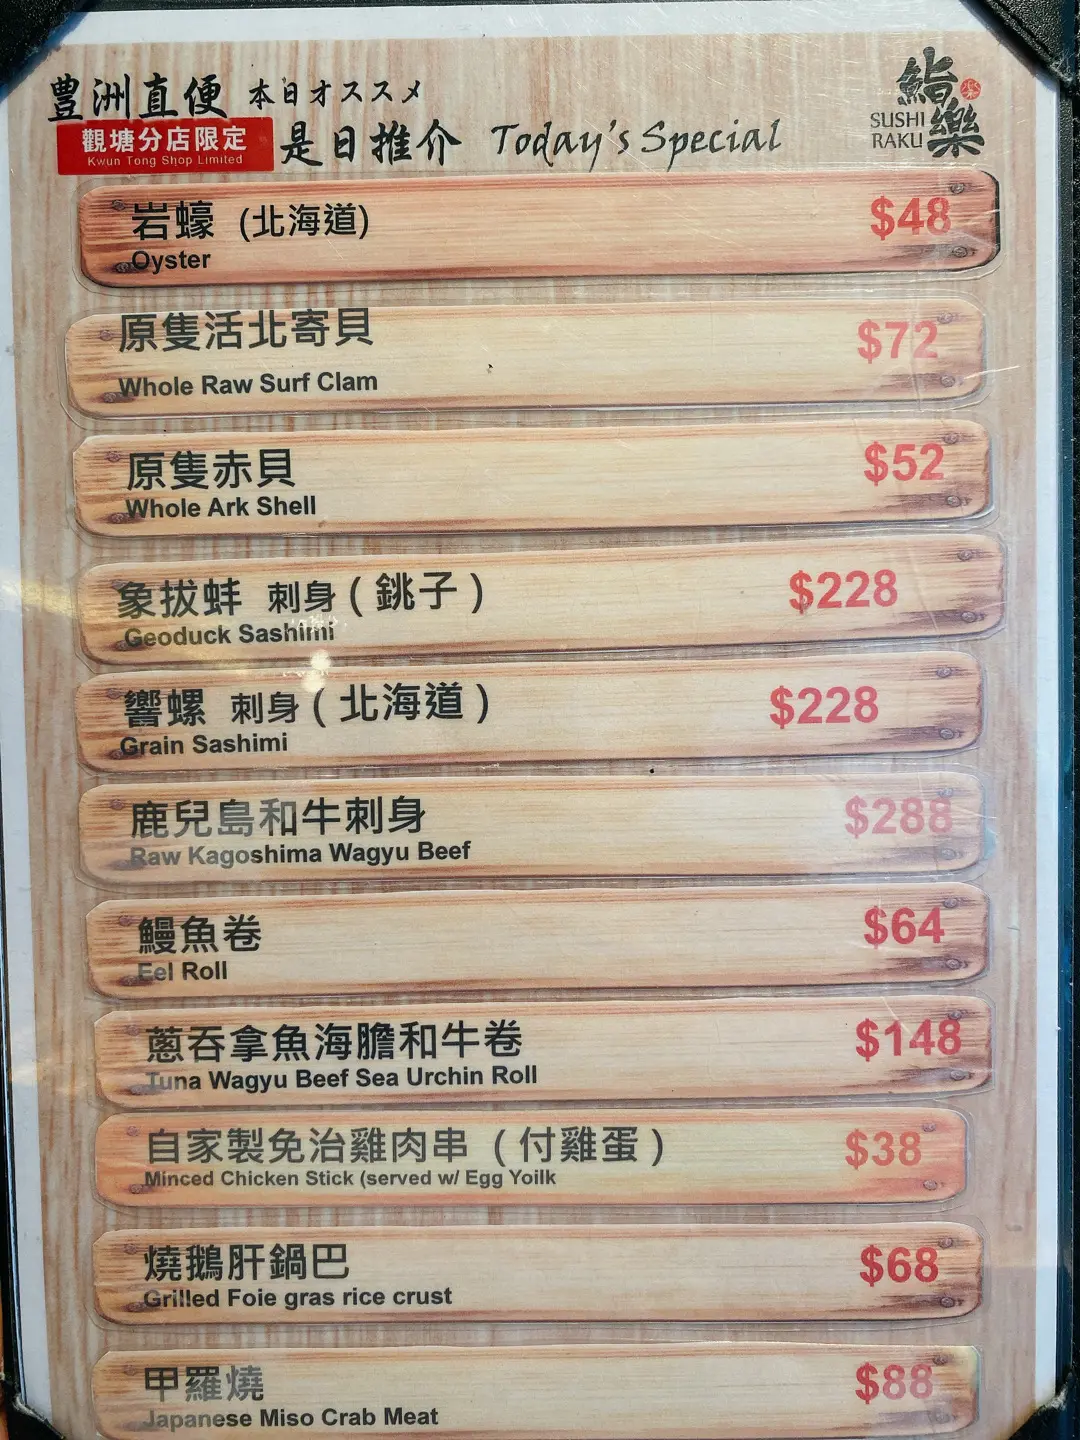 豊洲直便 本日オススメ
觀塘分店限定
Kwun Tong Shop Limited
是日推介 Today's Special
鮨樂
SUSHI
RAKU
岩蠔 (北海道) $48
Oyster
原隻活北寄貝 $72
Whole Raw Surf Clam
原隻赤貝 $52
Whole Ark Shell
象拔蚌 刺身 ( 銚子 ) $228
Geoduck Sashimi
響螺 刺身 ( 北海道 ) $228
Grain Sashimi
鹿兒島和牛刺身 $288
Raw Kagoshima Wagyu Beef
鰻魚卷 $64
Eel Roll
蔥吞拿魚海膽和牛卷 $148
Tuna Wagyu Beef Sea Urchin Roll
自家製免治雞肉串 ( 付雞蛋 ) $38
Minced Chicken Stick (served w/ Egg Yoilk
燒鵝肝鍋巴 $68
Grilled Foie gras rice crust
甲羅燒 $88
Japanese Miso Crab Meat